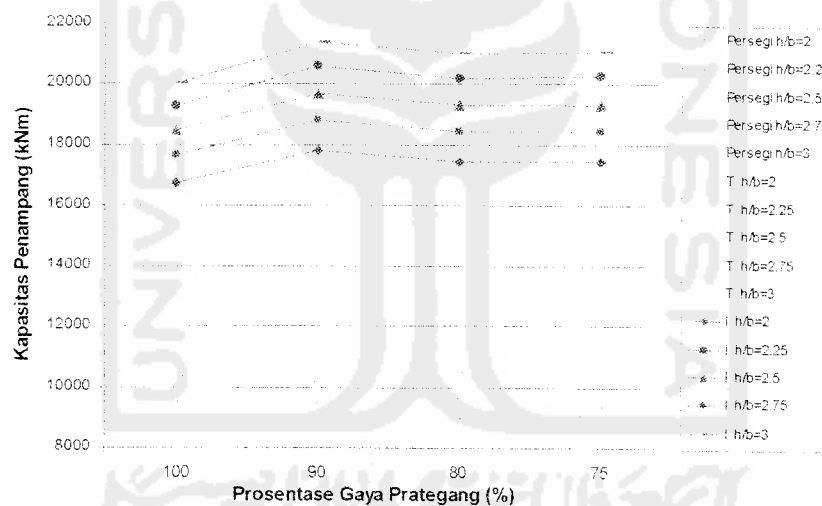 22000
20000
18000
16000
14000
12000
10000
8000
Kapasitas Penampang (kNm)
100 90 80 75
Prosentase Gaya Prategang (%)
Persegi h/b=2
Persegi h/b=2.2
Persegi h/b=2.5
Persegi h/b=2.7
Persegi h/b=3
T h/b=2
T h/b=2.25
T h/b=2.5
T h/b=2.75
T h/b=3
I h/b=2
I h/b=2.25
I h/b=2.5
I h/b=2.75
I h/b=3
UNIVERS
ONESIA